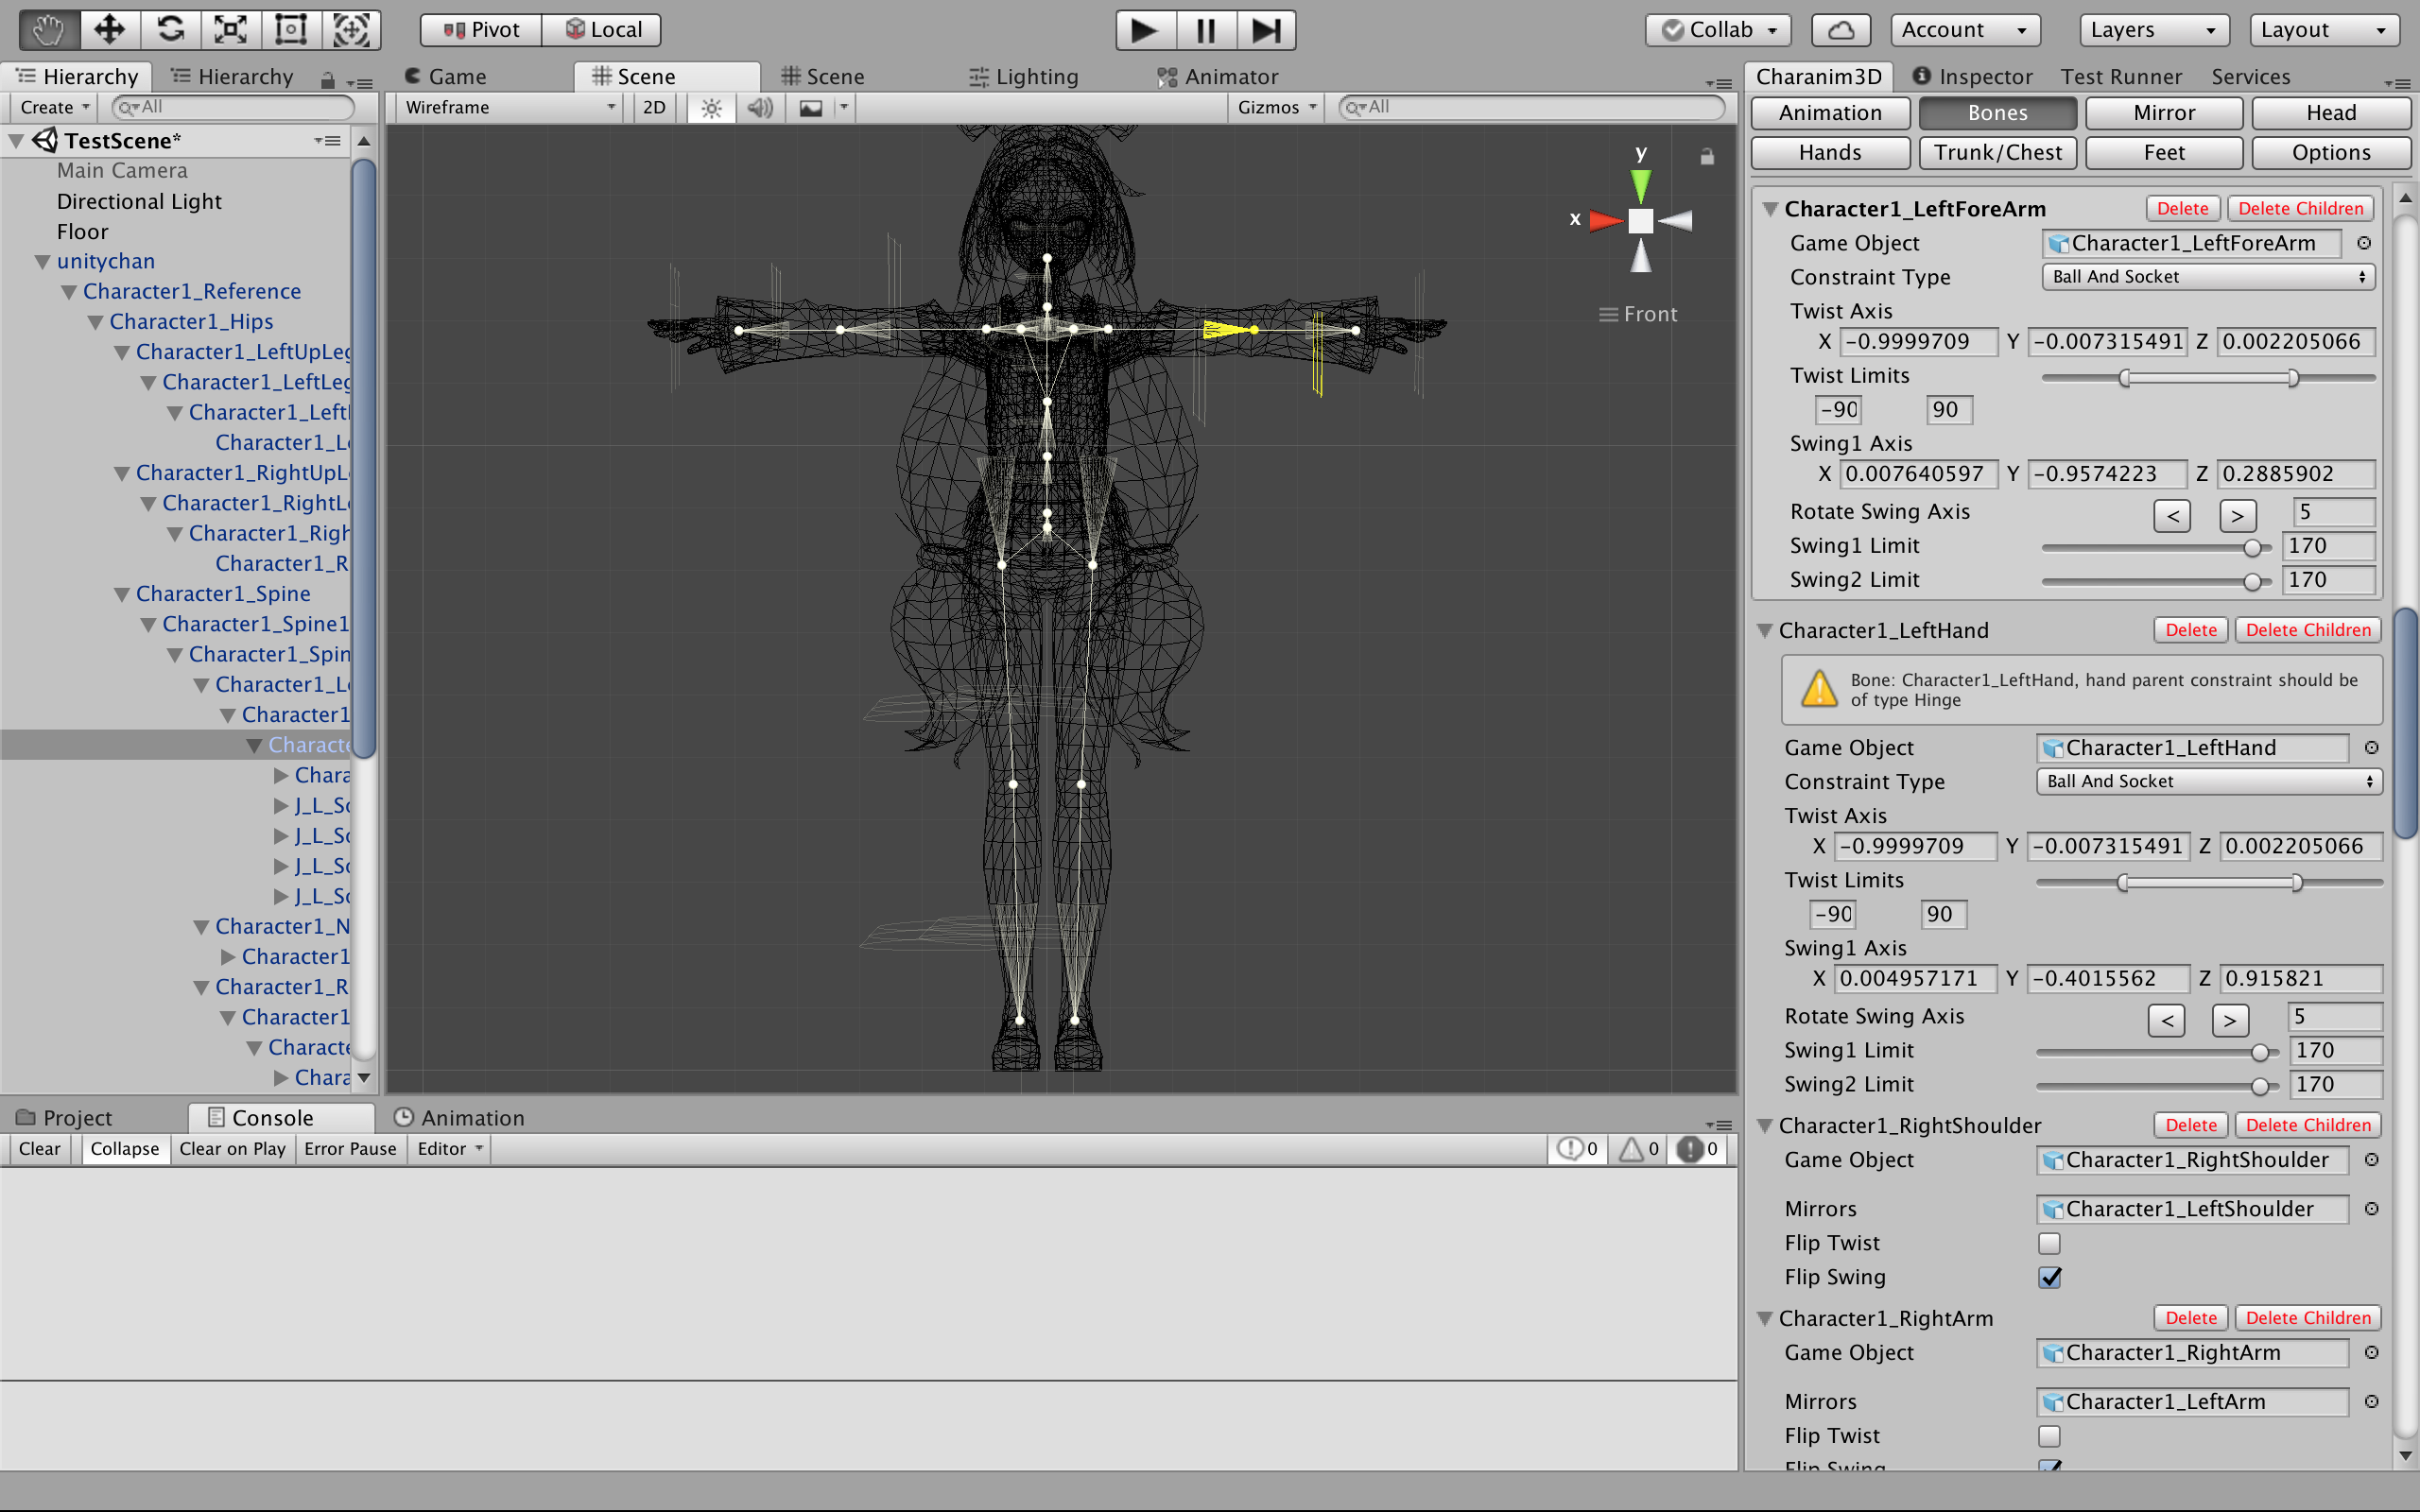 Pivot Local Collab Account Layers Layout
Hierarchy Hierarchy
Create All
TestScene*
Main Camera
Directional Light
Floor
unitychan
Character1_Reference
Character1_Hips
Character1_LeftUpLeg
Character1_LeftLeg
Character1_Left
Character1_L
Character1_RightUpL
Character1_RightL
Character1_Righ
Character1_R
Character1_Spine
Character1_Spine1
Character1_Spin
Character1_L
Character1
Characte
Chara
J_L_S
J_L_S
J_L_S
J_L_S
Character1_N
Character1
Character1_R
Character1
Characte
Chara
Game Scene Scene Lighting Animator
Wireframe 2D Gizmos All
y
x
Front
Project Console Animation
Clear Collapse Clear on Play Error Pause Editor 0 0 0
Charanim3D Inspector Test Runner Services
Animation Bones Mirror Head
Hands Trunk/Chest Feet Options
Character1_LeftForeArm Delete Delete Children
Game Object Character1_LeftForeArm
Constraint Type Ball And Socket
Twist Axis
X -0.9999709 Y -0.007315491 Z 0.002205066
Twist Limits
-90 90
Swing1 Axis
X 0.007640597 Y -0.9574223 Z 0.2885902
Rotate Swing Axis < > 5
Swing1 Limit 170
Swing2 Limit 170
Character1_LeftHand Delete Delete Children
Bone: Character1_LeftHand, hand parent constraint should be
of type Hinge
Game Object Character1_LeftHand
Constraint Type Ball And Socket
Twist Axis
X -0.9999709 Y -0.007315491 Z 0.002205066
Twist Limits
-90 90
Swing1 Axis
X 0.004957171 Y -0.4015562 Z 0.915821
Rotate Swing Axis < > 5
Swing1 Limit 170
Swing2 Limit 170
Character1_RightShoulder Delete Delete Children
Game Object Character1_RightShoulder
Mirrors Character1_LeftShoulder
Flip Twist
Flip Swing
Character1_RightArm Delete Delete Children
Game Object Character1_RightArm
Mirrors Character1_LeftArm
Flip Twist
Flip Swing